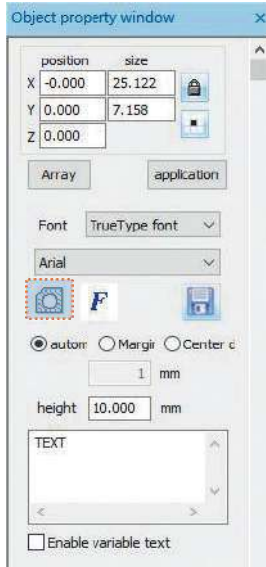 Object property window
position size
X -0.000 25.122
Y 0.000 7.158
Z 0.000
Array application
Font TrueType font
Arial
F
autom Margir Center d
1 mm
height 10.000 mm
TEXT
Enable variable text